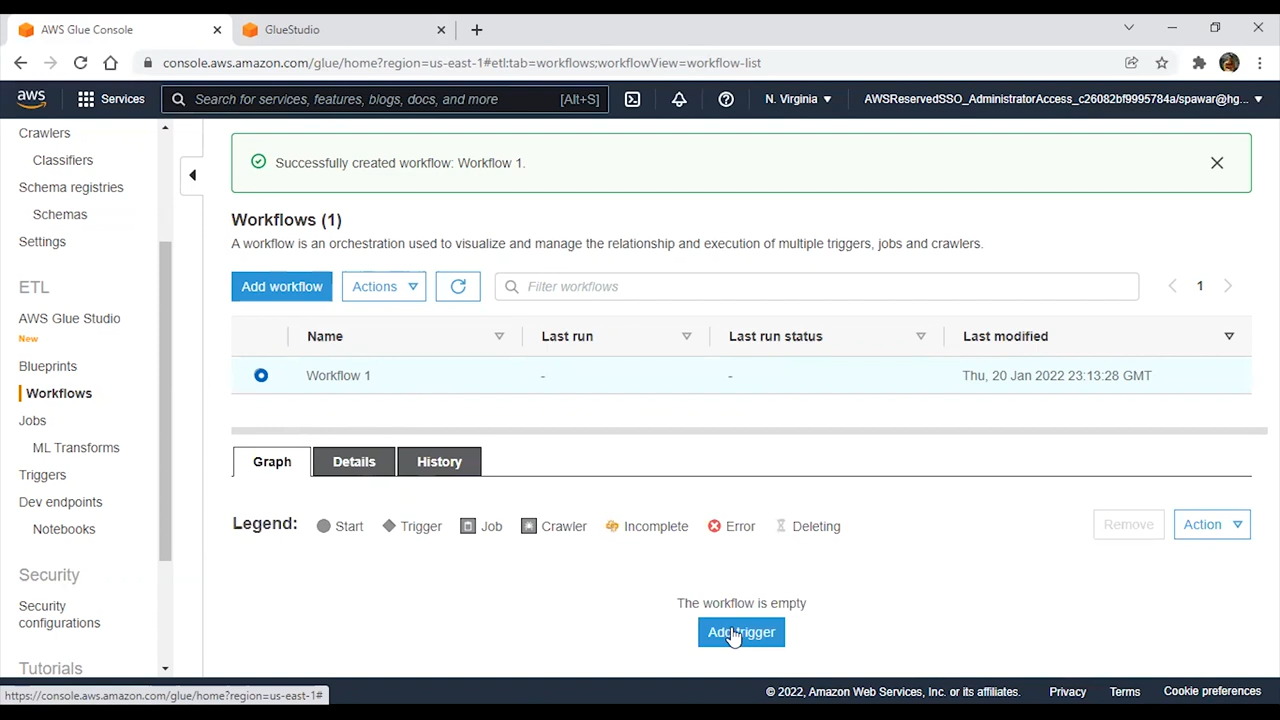 AWS Glue Console
GlueStudio
console.aws.amazon.com/glue/home?region=us-east-1#etl:tab=workflows;workflowView=workflow-list
aws
Services
Search for services, features, blogs, docs, and more
[Alt+S]
N. Virginia
AWSReservedSSO_AdministratorAccess_c26082bf9995784a/spawar@hg...
Crawlers
Classifiers
Schema registries
Schemas
Settings
ETL
AWS Glue Studio
New
Blueprints
Workflows
Jobs
ML Transforms
Triggers
Dev endpoints
Notebooks
Security
Security
configurations
Tutorials
Successfully created workflow: Workflow 1.
Workflows (1)
A workflow is an orchestration used to visualize and manage the relationship and execution of multiple triggers, jobs and crawlers.
Add workflow
Actions
Filter workflows
1
Name
Last run
Last run status
Last modified
Workflow 1
-
-
Thu, 20 Jan 2022 23:13:28 GMT
Graph
Details
History
Legend:
Start
Trigger
Job
Crawler
Incomplete
Error
Deleting
Remove
Action
The workflow is empty
Add trigger
https://console.aws.amazon.com/glue/home?region=us-east-1#
© 2022, Amazon Web Services, Inc. or its affiliates.
Privacy
Terms
Cookie preferences